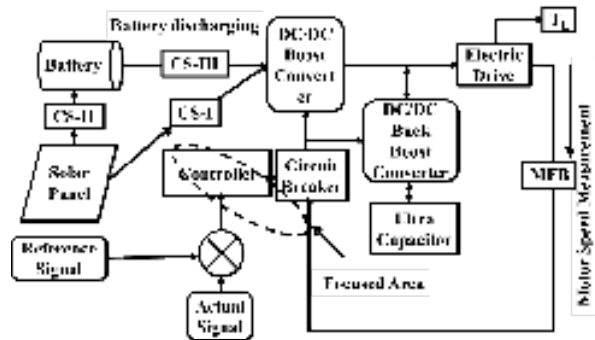 Battery discharging
DC/DC
Boost
Convert
er
J_L
Electric
Drive
Battery
CS-III
CS-II
CS-I
DC/DC
Buck
Boost
Converter
Solar
Panel
Controller
Circuit
Breaker
MFB
Motor Speed Measurement
Ultra
Capacitor
Reference
Signal
Focused Area
Actual
Signal